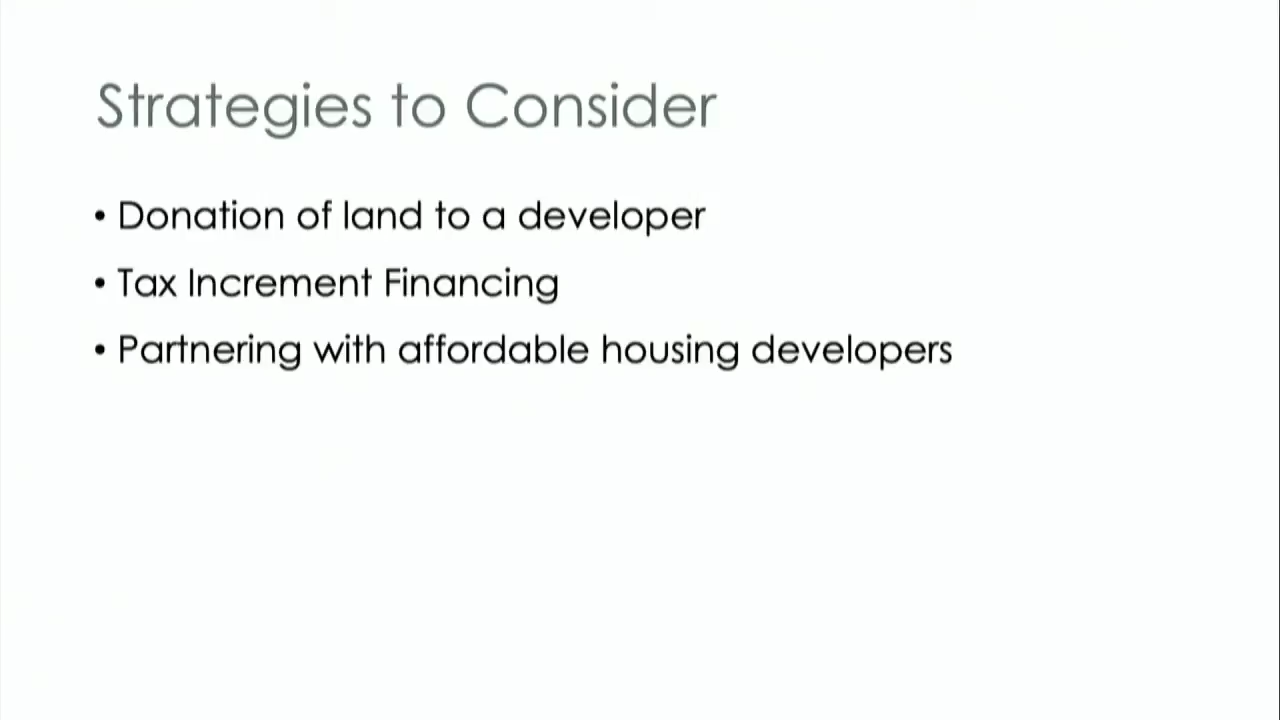 Strategies to Consider
• Donation of land to a developer
• Tax Increment Financing
• Partnering with affordable housing developers